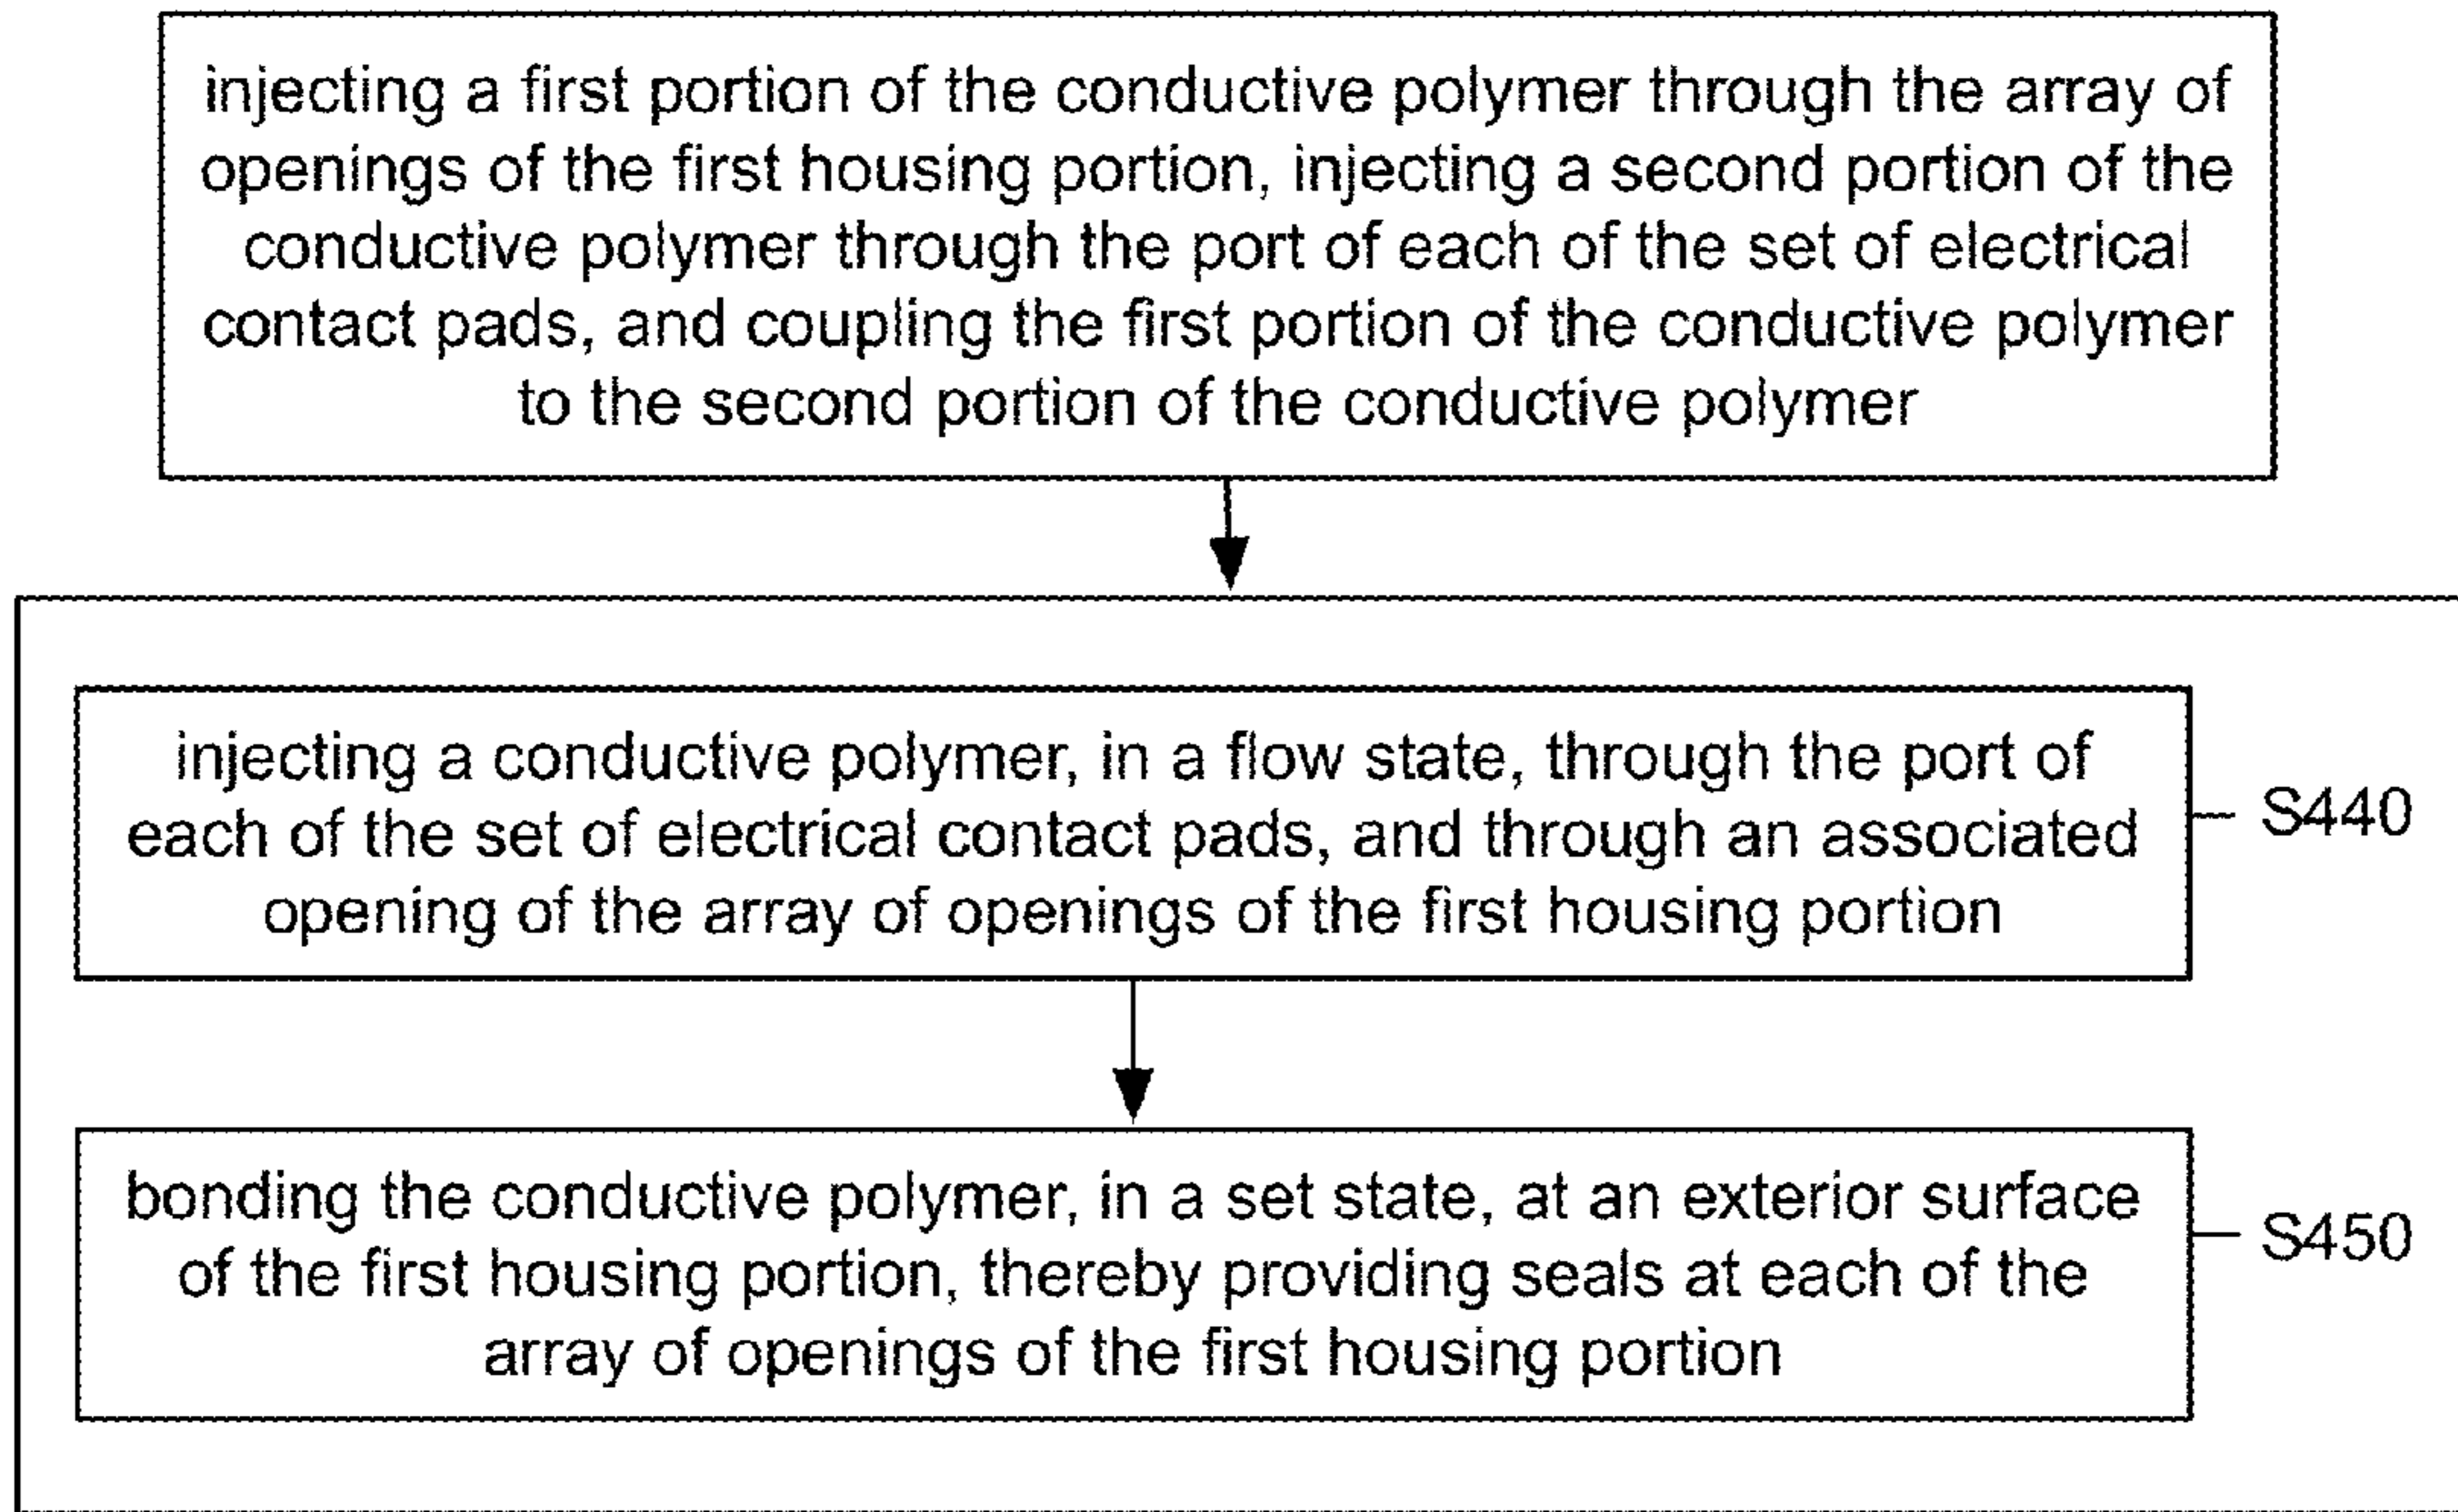 injecting a first portion of the conductive polymer through the array of
openings of the first housing portion, injecting a second portion of the
conductive polymer through the port of each of the set of electrical
contact pads, and coupling the first portion of the conductive polymer
to the second portion of the conductive polymer
injecting a conductive polymer, in a flow state, through the port of
each of the set of electrical contact pads, and through an associated
opening of the array of openings of the first housing portion
S440
bonding the conductive polymer, in a set state, at an exterior surface
of the first housing portion, thereby providing seals at each of the
array of openings of the first housing portion
S450